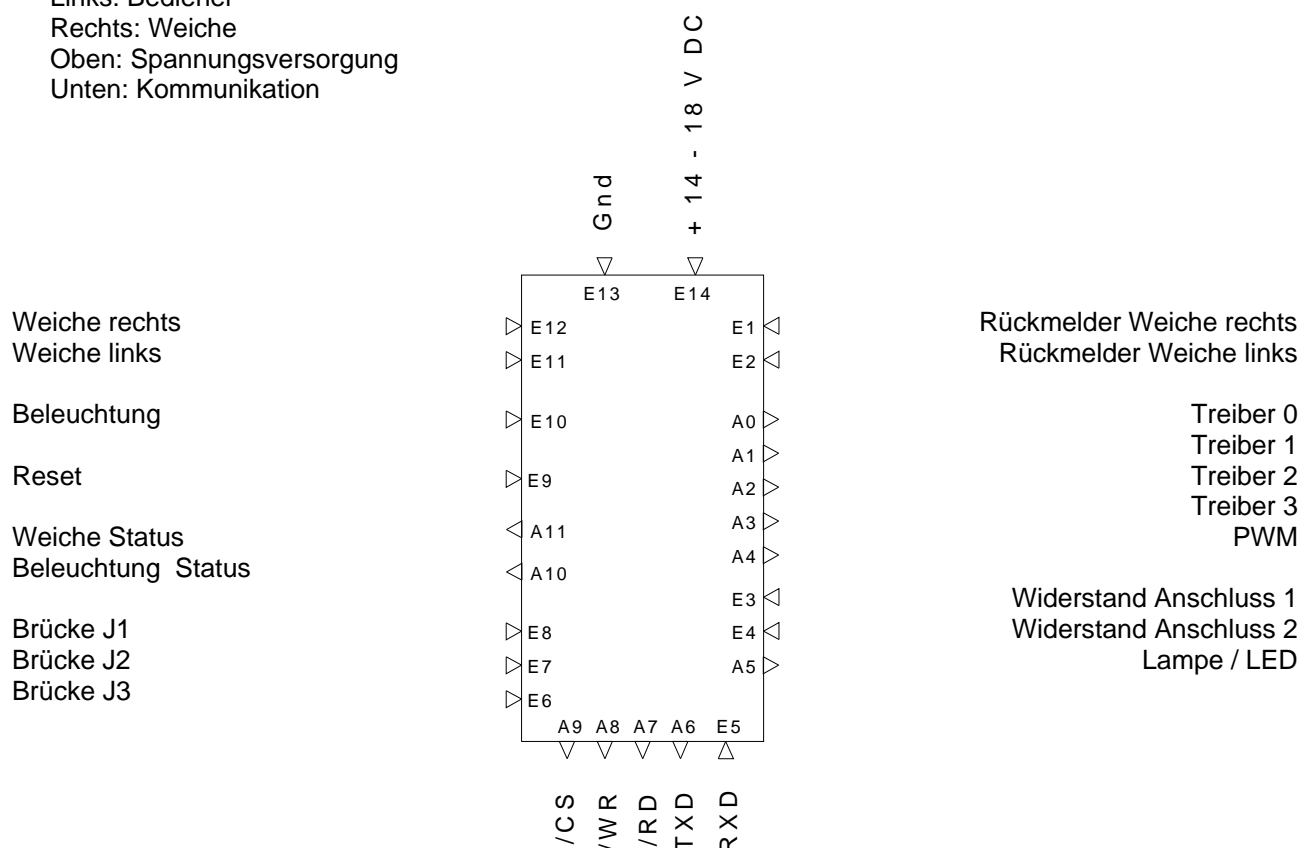 Links: Bediener
Rechts: Weiche
Oben: Spannungsversorgung
Unten: Kommunikation
Gnd
+ 14 - 18 V DC
E13 E14
Weiche rechts
Weiche links
Beleuchtung
Reset
Weiche Status
Beleuchtung Status
Brücke J1
Brücke J2
Brücke J3
E12
E11
E10
E9
A11
A10
E8
E7
E6
E1
E2
A0
A1
A2
A3
A4
E3
E4
A5
Rückmelder Weiche rechts
Rückmelder Weiche links
Treiber 0
Treiber 1
Treiber 2
Treiber 3
PWM
Widerstand Anschluss 1
Widerstand Anschluss 2
Lampe / LED
A9 A8 A7 A6 E5
/CS
/WR
/RD
TXD
RXD